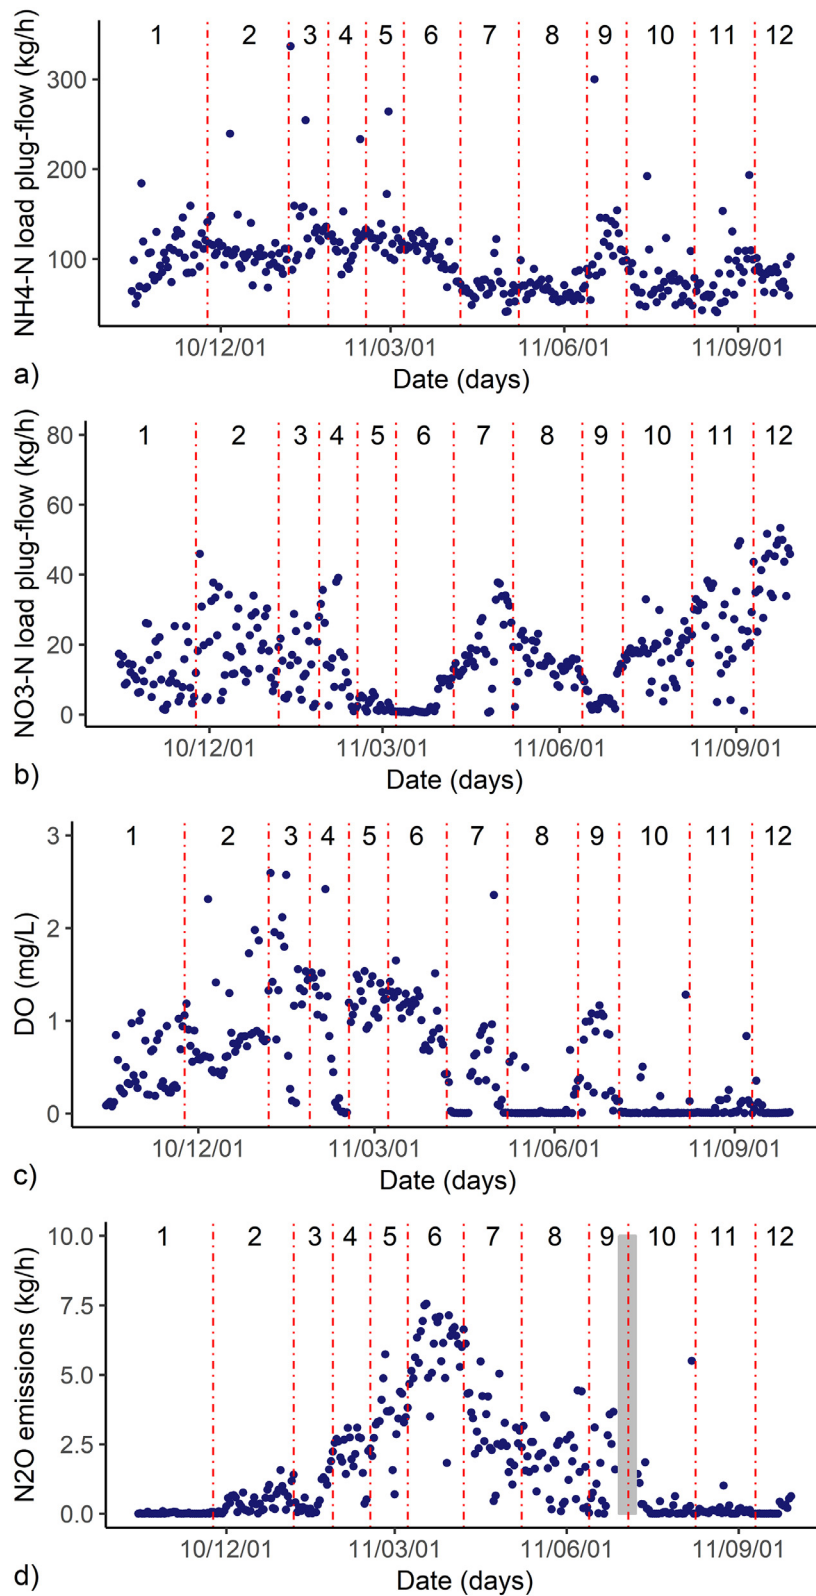 1 2 3 4 5 6 7 8 9 10 11 12
NH4-N load plug-flow (kg/h)
300
200
100
10/12/01 11/03/01 11/06/01 11/09/01
Date (days)
a)
1 2 3 4 5 6 7 8 9 10 11 12
NO3-N load plug-flow (kg/h)
80
60
40
20
0
10/12/01 11/03/01 11/06/01 11/09/01
Date (days)
b)
1 2 3 4 5 6 7 8 9 10 11 12
DO (mg/L)
3
2
1
0
10/12/01 11/03/01 11/06/01 11/09/01
Date (days)
c)
1 2 3 4 5 6 7 8 9 10 11 12
N2O emissions (kg/h)
10.0
7.5
5.0
2.5
0.0
10/12/01 11/03/01 11/06/01 11/09/01
Date (days)
d)